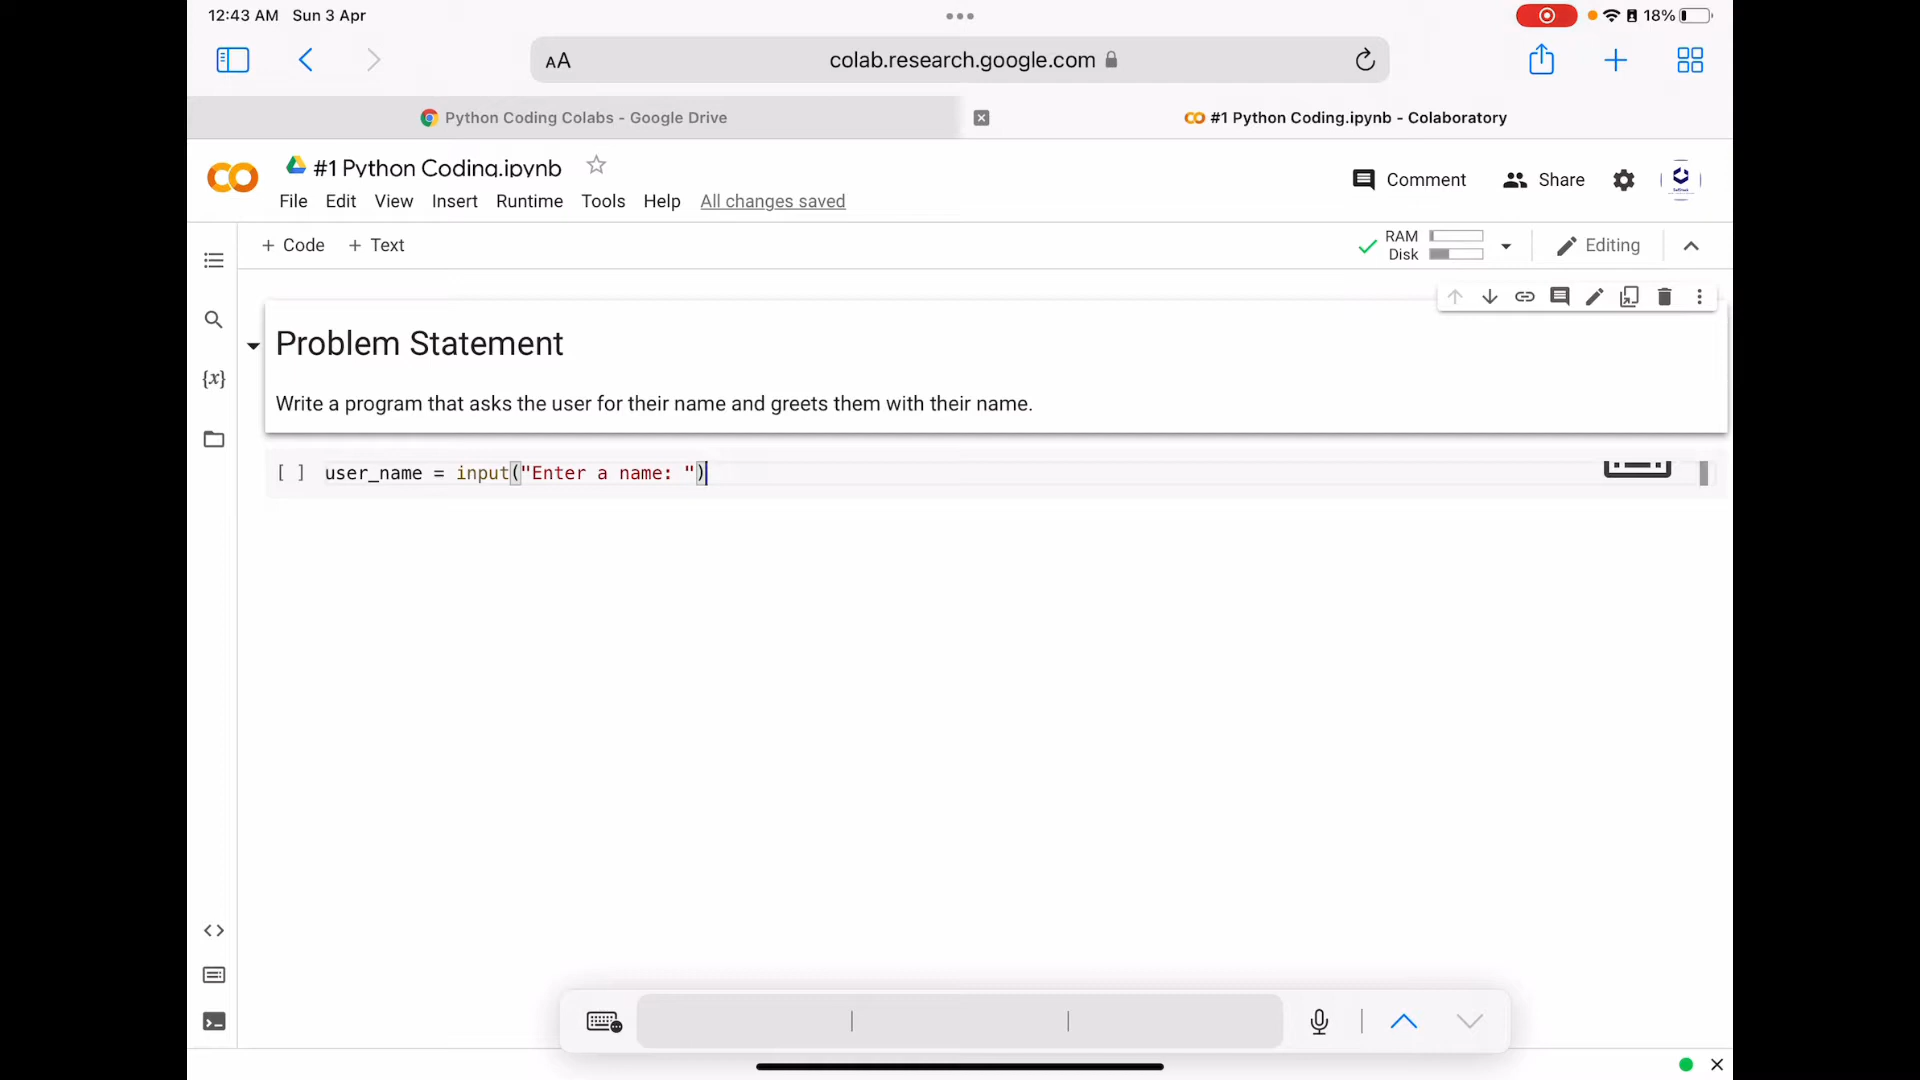 12:43 AM Sun 3 Apr
18%
AA colab.research.google.com
Python Coding Colabs - Google Drive
#1 Python Coding.ipynb - Colaboratory
#1 Python Coding.ipynb
Comment
Share
File Edit View Insert Runtime Tools Help All changes saved
+ Code + Text
RAM
Disk
Editing
Problem Statement
{x}
Write a program that asks the user for their name and greets them with their name.
[ ] user_name = input("Enter a name: ")